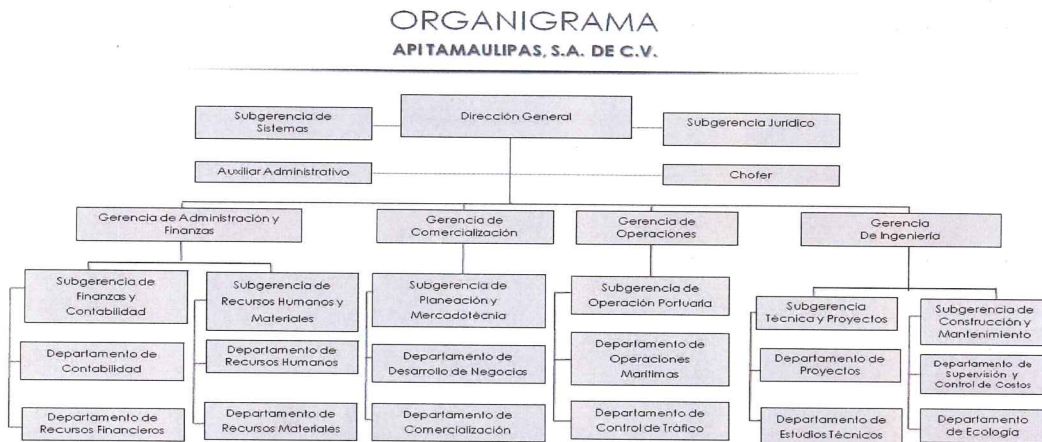 ORGANIGRAMA
API TAMAULIPAS, S.A. DE C.V.
Subgerencia de
Sistemas
Dirección General
Subgerencia Jurídico
Auxiliar Administrativo
Chofer
Gerencia de Administración y
Finanzas
Gerencia de
Comercialización
Gerencia de
Operaciones
Gerencia
De Ingeniería
Subgerencia de
Finanzas y
Contabilidad
Subgerencia de
Recursos Humanos y
Materiales
Subgerencia de
Planeación y
Mercadotécnia
Subgerencia de
Operación Portuaria
Subgerencia
Técnica y Proyectos
Subgerencia de
Construcción y
Mantenimiento
Departamento de
Contabilidad
Departamento de
Recursos Humanos
Departamento de
Desarrollo de Negocios
Departamento de
Operaciones
Marítimas
Departamento de
Proyectos
Departamento de
Supervisión y
Control de Costos
Departamento de
Recursos Financieros
Departamento de
Recursos Materiales
Departamento de
Comercialización
Departamento de
Control de Tráfico
Departamento de
Estudios Técnicos
Departamento
de Ecología